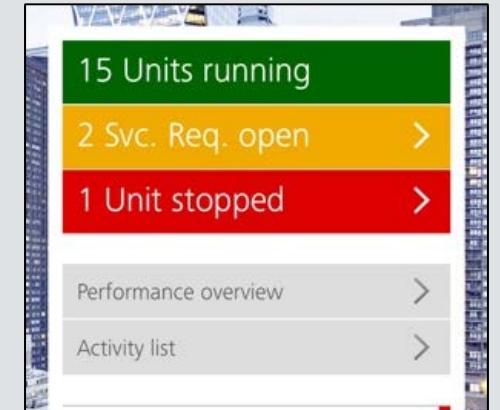 15 Units running
2 Svc. Req. open
1 Unit stopped
Performance overview
Activity list